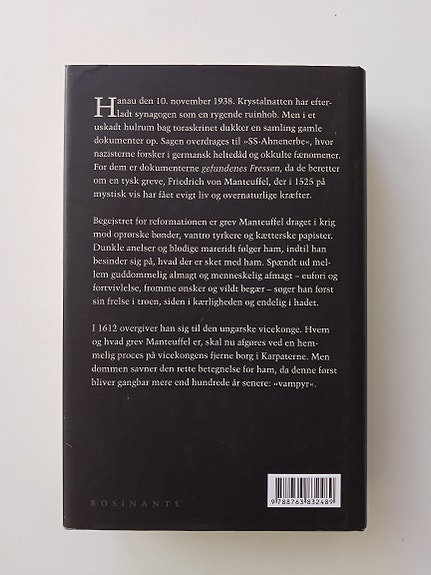 Hanau den 10. november 1938. Krystalnatten har efter-
ladt synagogen som en rygende ruinhob. Men i et
uskadt hulrum bag toraskrinet dukker en samling gamle
dokumenter op. Sagen overdrages til »SS-Ahnenerbe«, hvor
nazisterne forsker i germansk heltedåd og okkulte fænomener.
For dem er dokumenterne gefundenes Fressen, da de beretter
om en tysk greve, Friedrich von Manteuffel, der i 1525 på
mystisk vis har fået evigt liv og overnaturlige kræfter.
Begejstret for reformationen er grev Manteuffel draget i krig
mod oprørske bønder, vantro tyrkere og kætterske papister.
Dunkle anelser og blodige mareridt følger ham, indtil han
besinder sig på, hvad der er sket med ham. Spændt ud mel-
lem guddommelig almagt og menneskelig afmagt – eufori og
fortvivlelse, fromme ønsker og vildt begær – søger han først
sin frelse i troen, siden i kærligheden og endelig i hadet.
I 1612 overgiver han sig til den ungarske vicekonge. Hvem
og hvad grev Manteuffel er, skal nu afgøres ved en hem-
melig proces på vicekongens fjerne borg i Karpaterne. Men
dommen savner den rette betegnelse for ham, da denne først
bliver gangbar mere end hundrede år senere: »vampyr«.
ROSINANTE
9 788763 832489